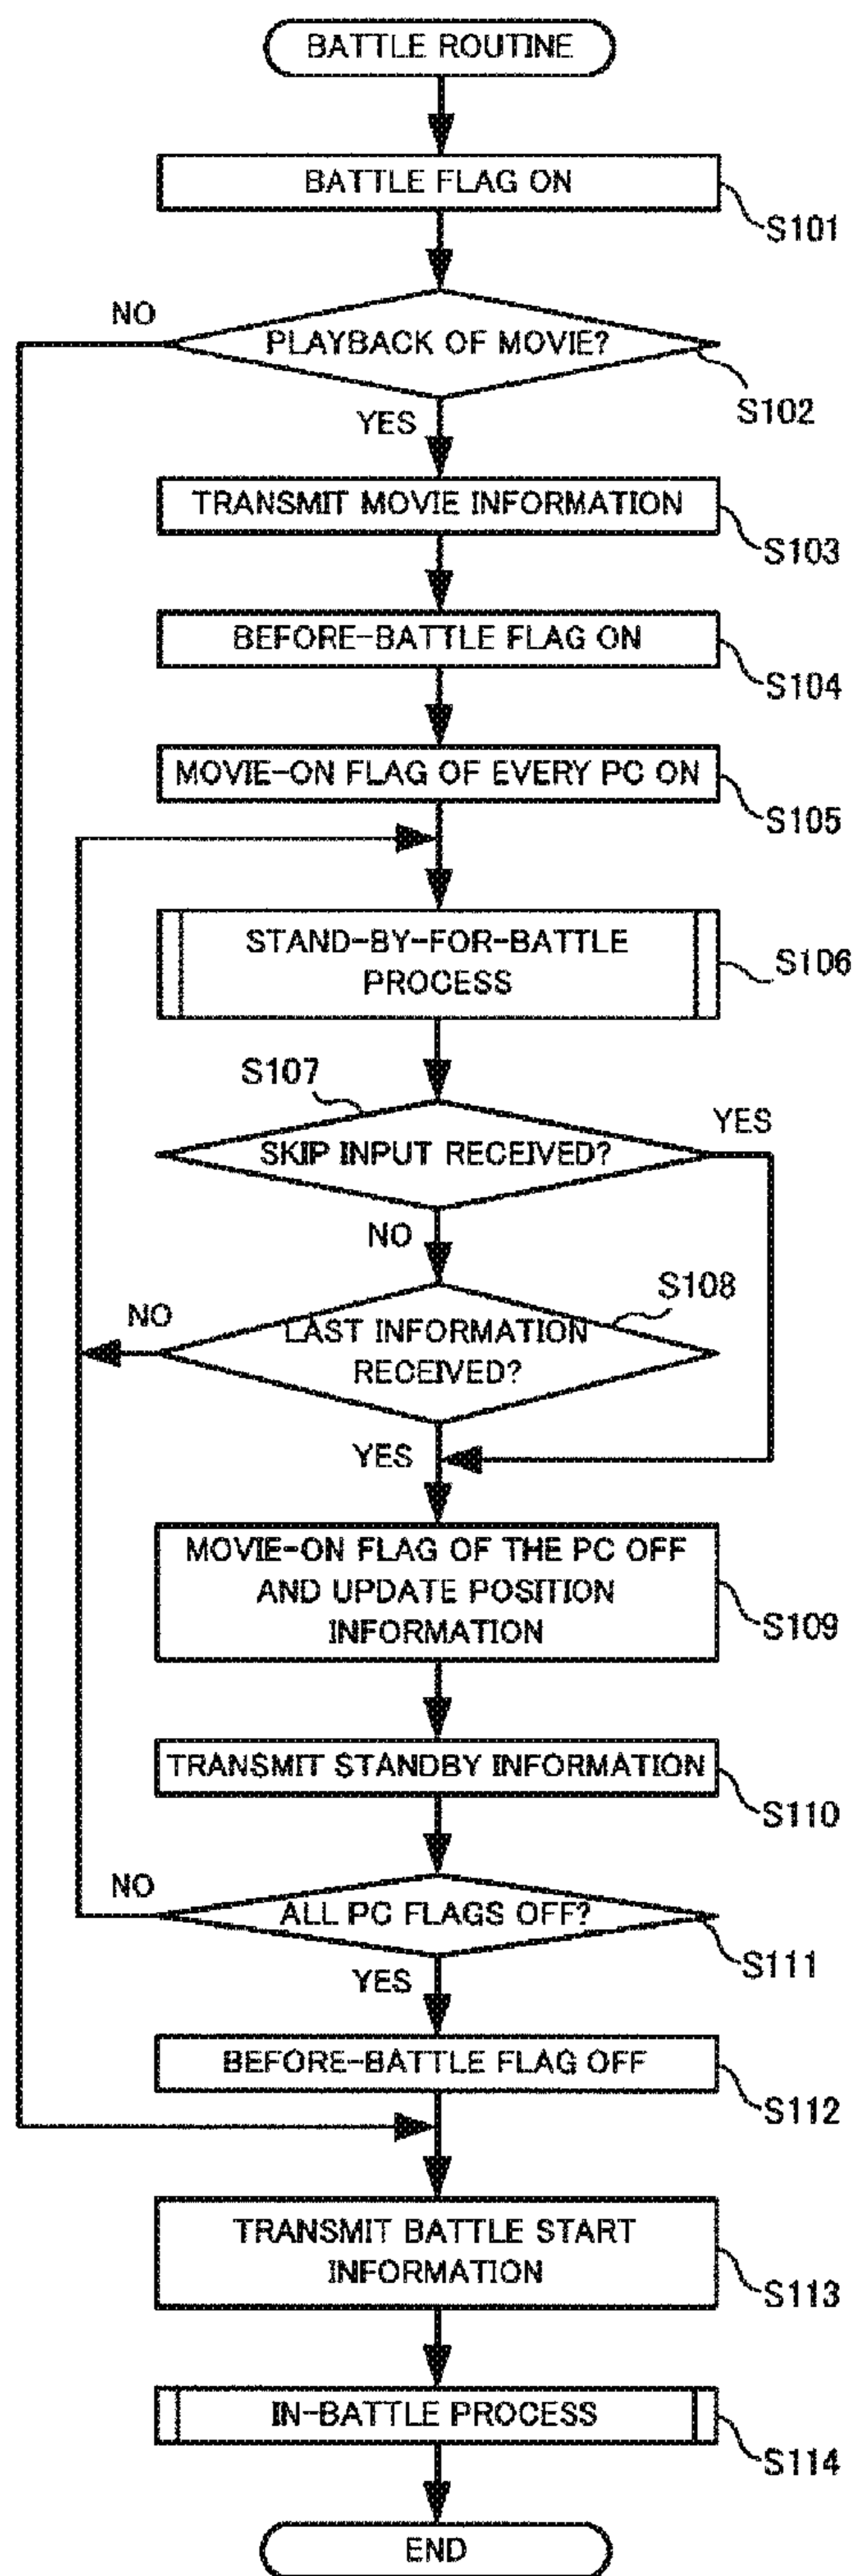 BATTLE ROUTINE
BATTLE FLAG ON
S101
NO
PLAYBACK OF MOVIE?
S102
YES
TRANSMIT MOVIE INFORMATION
S103
BEFORE-BATTLE FLAG ON
S104
MOVIE-ON FLAG OF EVERY PC ON
S105
STAND-BY-FOR-BATTLE
PROCESS
S106
S107
YES
SKIP INPUT RECEIVED?
NO
S108
NO
LAST INFORMATION
RECEIVED?
YES
MOVIE-ON FLAG OF THE PC OFF
AND UPDATE POSITION
INFORMATION
S109
TRANSMIT STANDBY INFORMATION
S110
NO
ALL PC FLAGS OFF?
S111
YES
BEFORE-BATTLE FLAG OFF
S112
TRANSMIT BATTLE START
INFORMATION
S113
IN-BATTLE PROCESS
S114
END